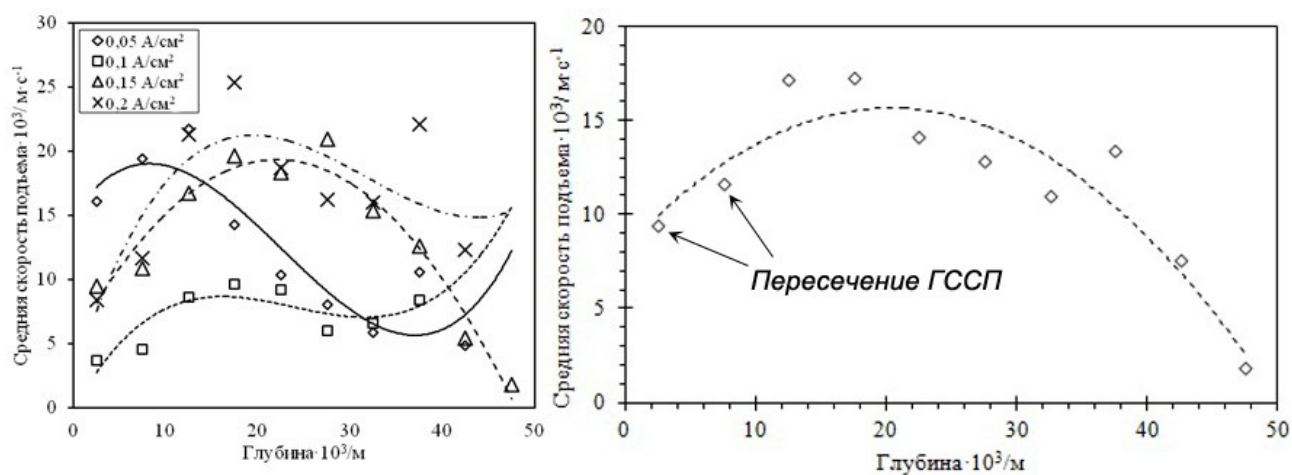 Средняя скорость подъема·10³/ м·с⁻¹
30
25
20
15
10
5
0
◇0,05 А/см²
□0,1 А/см²
△0,15 А/см²
×0,2 А/см²
0 10 20 30 40 50
Глубина·10³/м
Средняя скорость подъема·10³/ м·с⁻¹
20
15
10
5
0
Пересечение ГССП
0 10 20 30 40 50
Глубина·10³/м